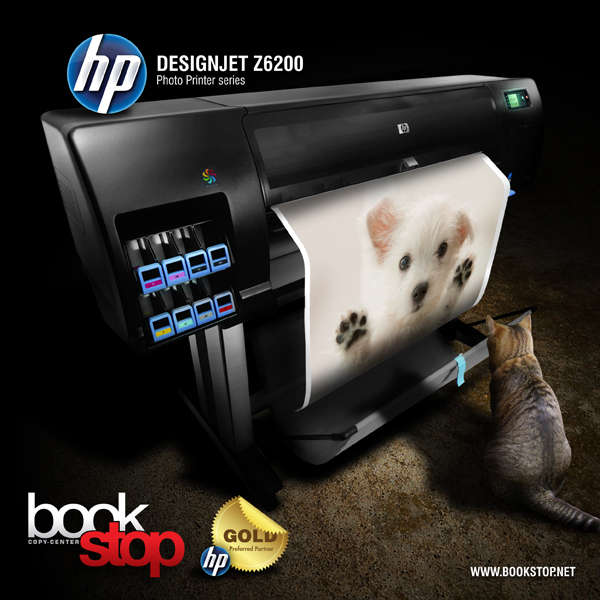 hp
DESIGNJET Z6200
Photo Printer series
hp
book
COPY-CENTER
stop
GOLD
Preferred Partner
hp
WWW.BOOKSTOP.NET